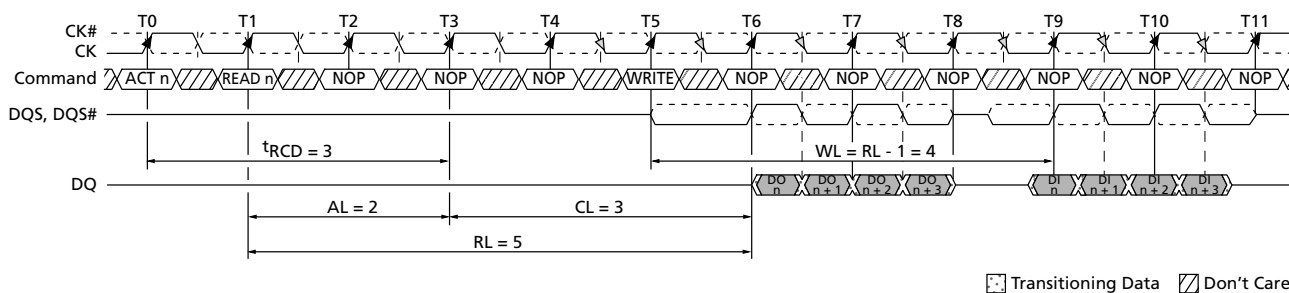 T0 T1 T2 T3 T4 T5 T6 T7 T8 T9 T10 T11
CK#
CK
Command ACT n READ n NOP NOP NOP WRITE NOP NOP NOP NOP NOP NOP
DQS, DQS#
tRCD = 3 WL = RL - 1 = 4
DQ DO n DO n + 1 DO n + 2 DO n + 3 DI n DI n + 1 DI n + 2 DI n + 3
AL = 2 CL = 3
RL = 5
Transitioning Data Don't Care